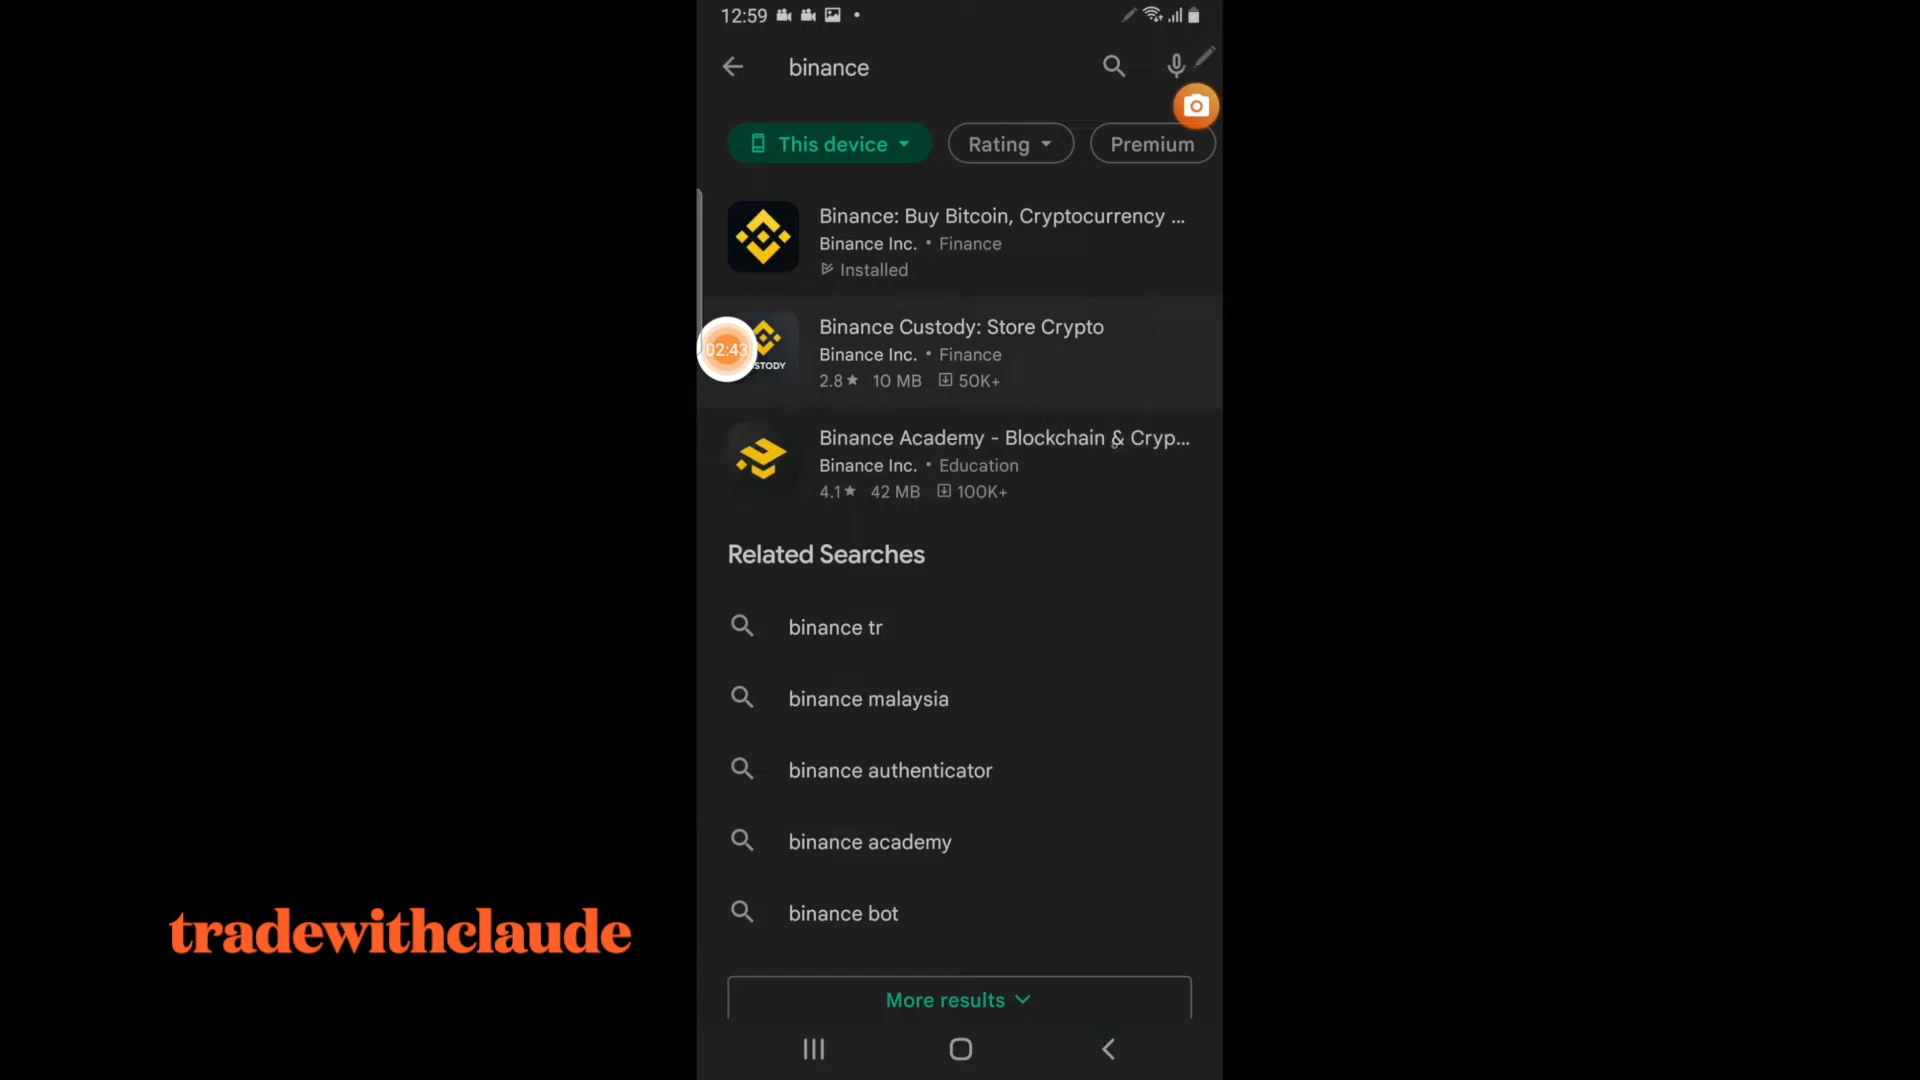 12:59
binance
This device
Rating
Premium
Binance: Buy Bitcoin, Cryptocurrency ...
Binance Inc. • Finance
Installed
02:43
STODY
Binance Custody: Store Crypto
Binance Inc. • Finance
2.8★ 10 MB 50K+
Binance Academy - Blockchain & Cryp...
Binance Inc. • Education
4.1★ 42 MB 100K+
Related Searches
binance tr
binance malaysia
binance authenticator
binance academy
binance bot
More results
tradewithclaude